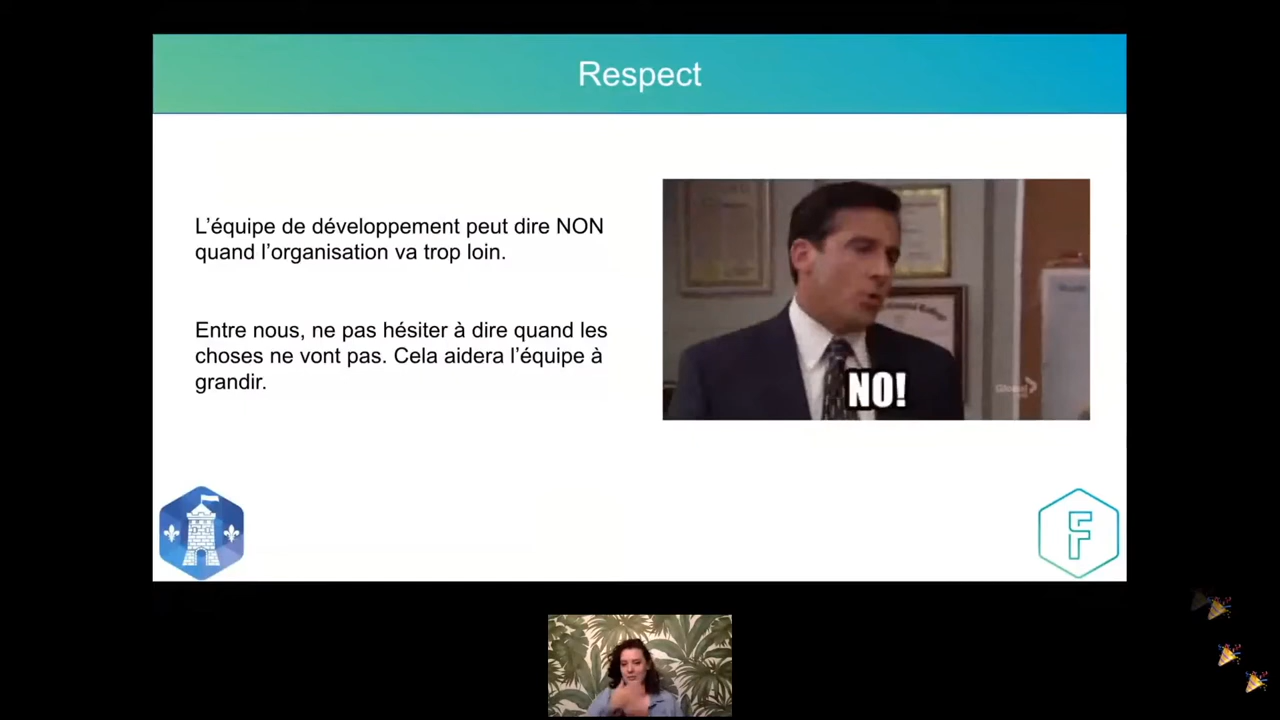 Respect
L’équipe de développement peut dire NON
quand l’organisation va trop loin.
Entre nous, ne pas hésiter à dire quand les
choses ne vont pas. Cela aidera l’équipe à
grandir.
NO!
Global
F